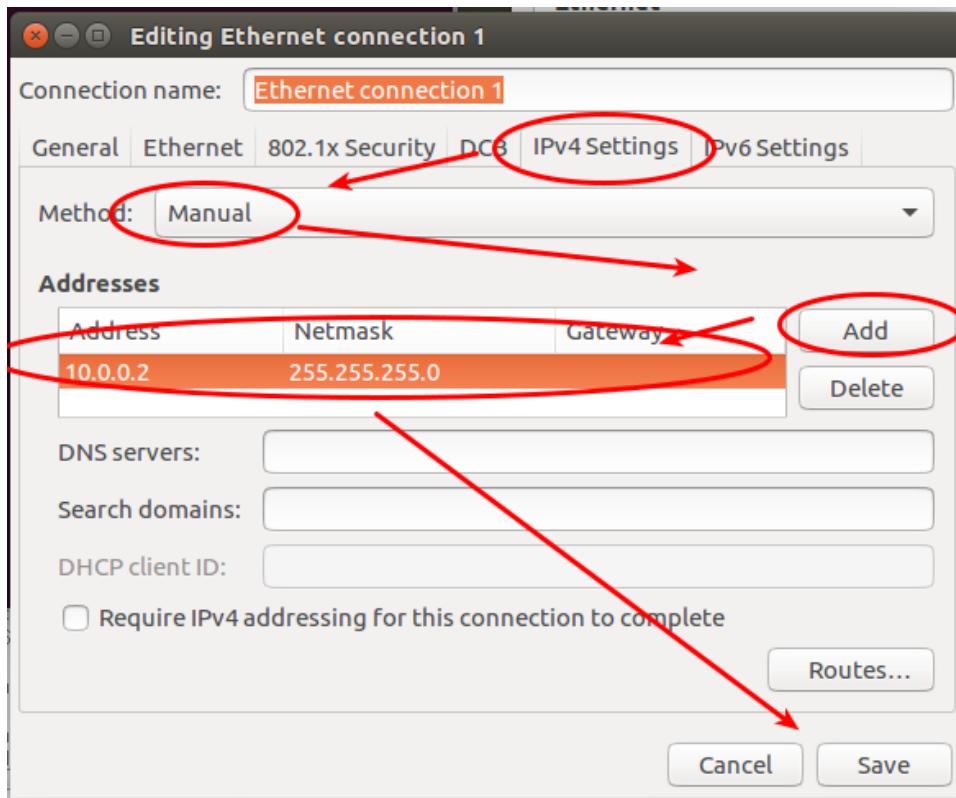 Editing Ethernet connection 1
Connection name: Ethernet connection 1
General Ethernet 802.1x Security DCB IPv4 Settings IPv6 Settings
Method: Manual
Addresses
Address Netmask Gateway Add
10.0.0.2 255.255.255.0
Delete
DNS servers:
Search domains:
DHCP client ID:
Require IPv4 addressing for this connection to complete
Routes...
Cancel Save